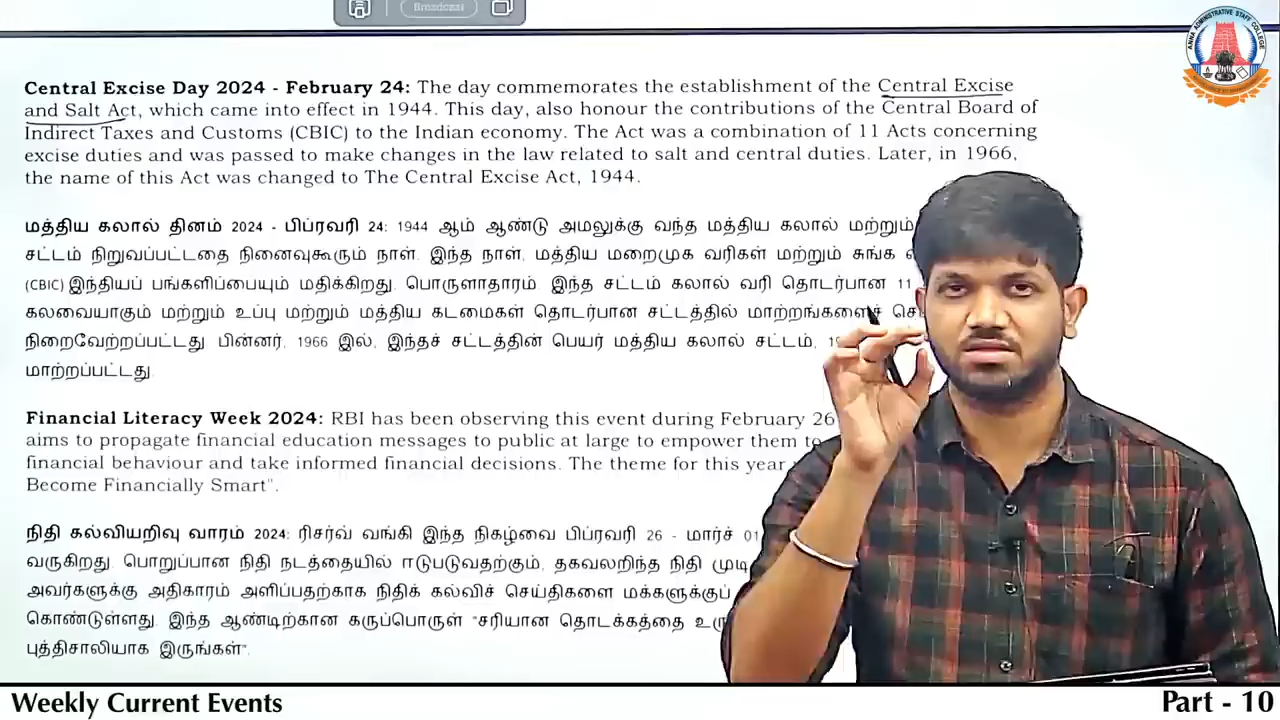 Broadcast
ANNA ADMINISTRATIVE STAFF COLLEGE
Central Excise Day 2024 - February 24: The day commemorates the establishment of the Central Excise
and Salt Act, which came into effect in 1944. This day, also honour the contributions of the Central Board of
Indirect Taxes and Customs (CBIC) to the Indian economy. The Act was a combination of 11 Acts concerning
excise duties and was passed to make changes in the law related to salt and central duties. Later, in 1966,
the name of this Act was changed to The Central Excise Act, 1944.
மத்திய கலால் தினம் 2024 - பிப்ரவரி 24: 1944 ஆம் ஆண்டு அமலுக்கு வந்த மத்திய கலால் மற்றும்
சட்டம் நிறுவப்பட்டதை நினைவுகூரும் நாள். இந்த நாள், மத்திய மறைமுக வரிகள் மற்றும் சுங்க
(CBIC) இந்தியப் பங்களிப்பையும் மதிக்கிறது. பொருளாதாரம். இந்த சட்டம் கலால் வரி தொடர்பான 11
கலவையாகும் மற்றும் உப்பு மற்றும் மத்திய கடமைகள் தொடர்பான சட்டத்தில் மாற்றங்களைச்
நிறைவேற்றப்பட்டது. பின்னர், 1966 இல், இந்தச் சட்டத்தின் பெயர் மத்திய கலால் சட்டம்,
மாற்றப்பட்டது.
Financial Literacy Week 2024: RBI has been observing this event during February 26
aims to propagate financial education messages to public at large to empower them to
financial behaviour and take informed financial decisions. The theme for this year
Become Financially Smart".
நிதி கல்வியறிவு வாரம் 2024: ரிசர்வ் வங்கி இந்த நிகழ்வை பிப்ரவரி 26 - மார்ச் 01
வருகிறது. பொறுப்பான நிதி நடத்தையில் ஈடுபடுவதற்கும், தகவலறிந்த நிதி
அவர்களுக்கு அதிகாரம் அளிப்பதற்காக நிதிக் கல்விச் செய்திகளை மக்களுக்குப்
கொண்டுள்ளது. இந்த ஆண்டிற்கான கருப்பொருள் "சரியான தொடக்கத்தை
புத்திசாலியாக இருங்கள்".
Weekly Current Events
Part - 10